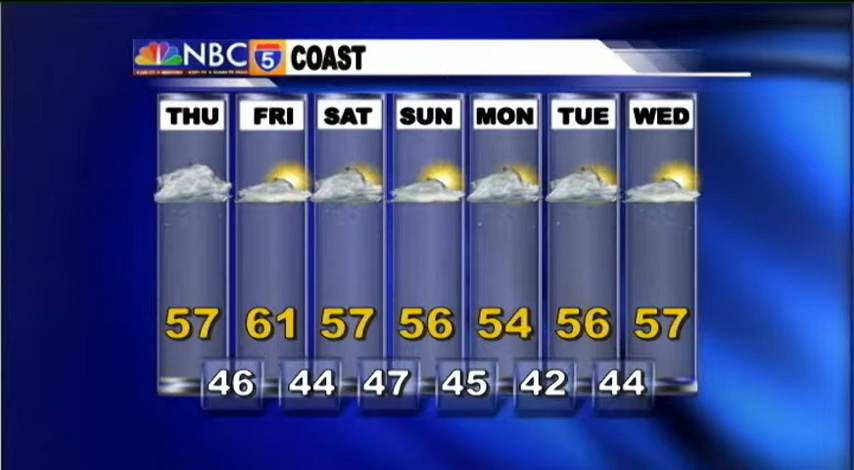 NBC 5 COAST
THU FRI SAT SUN MON TUE WED
57 61 57 56 54 56 57
46 44 47 45 42 44